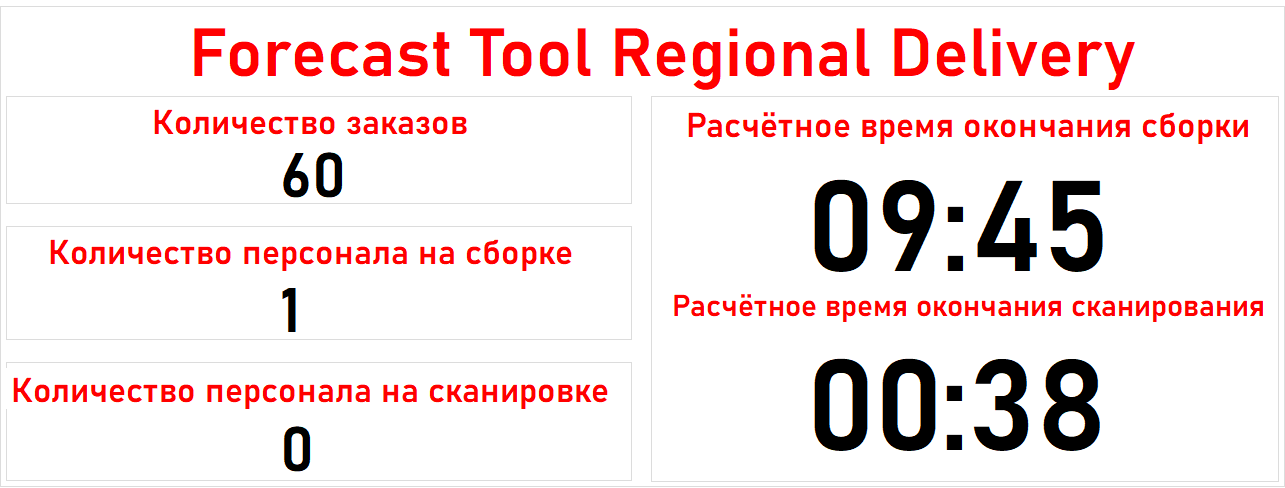 Forecast Tool Regional Delivery
Количество заказов
60
Количество персонала на сборке
1
Количество персонала на сканировке
0
Расчётное время окончания сборки
09:45
Расчётное время окончания сканирования
00:38